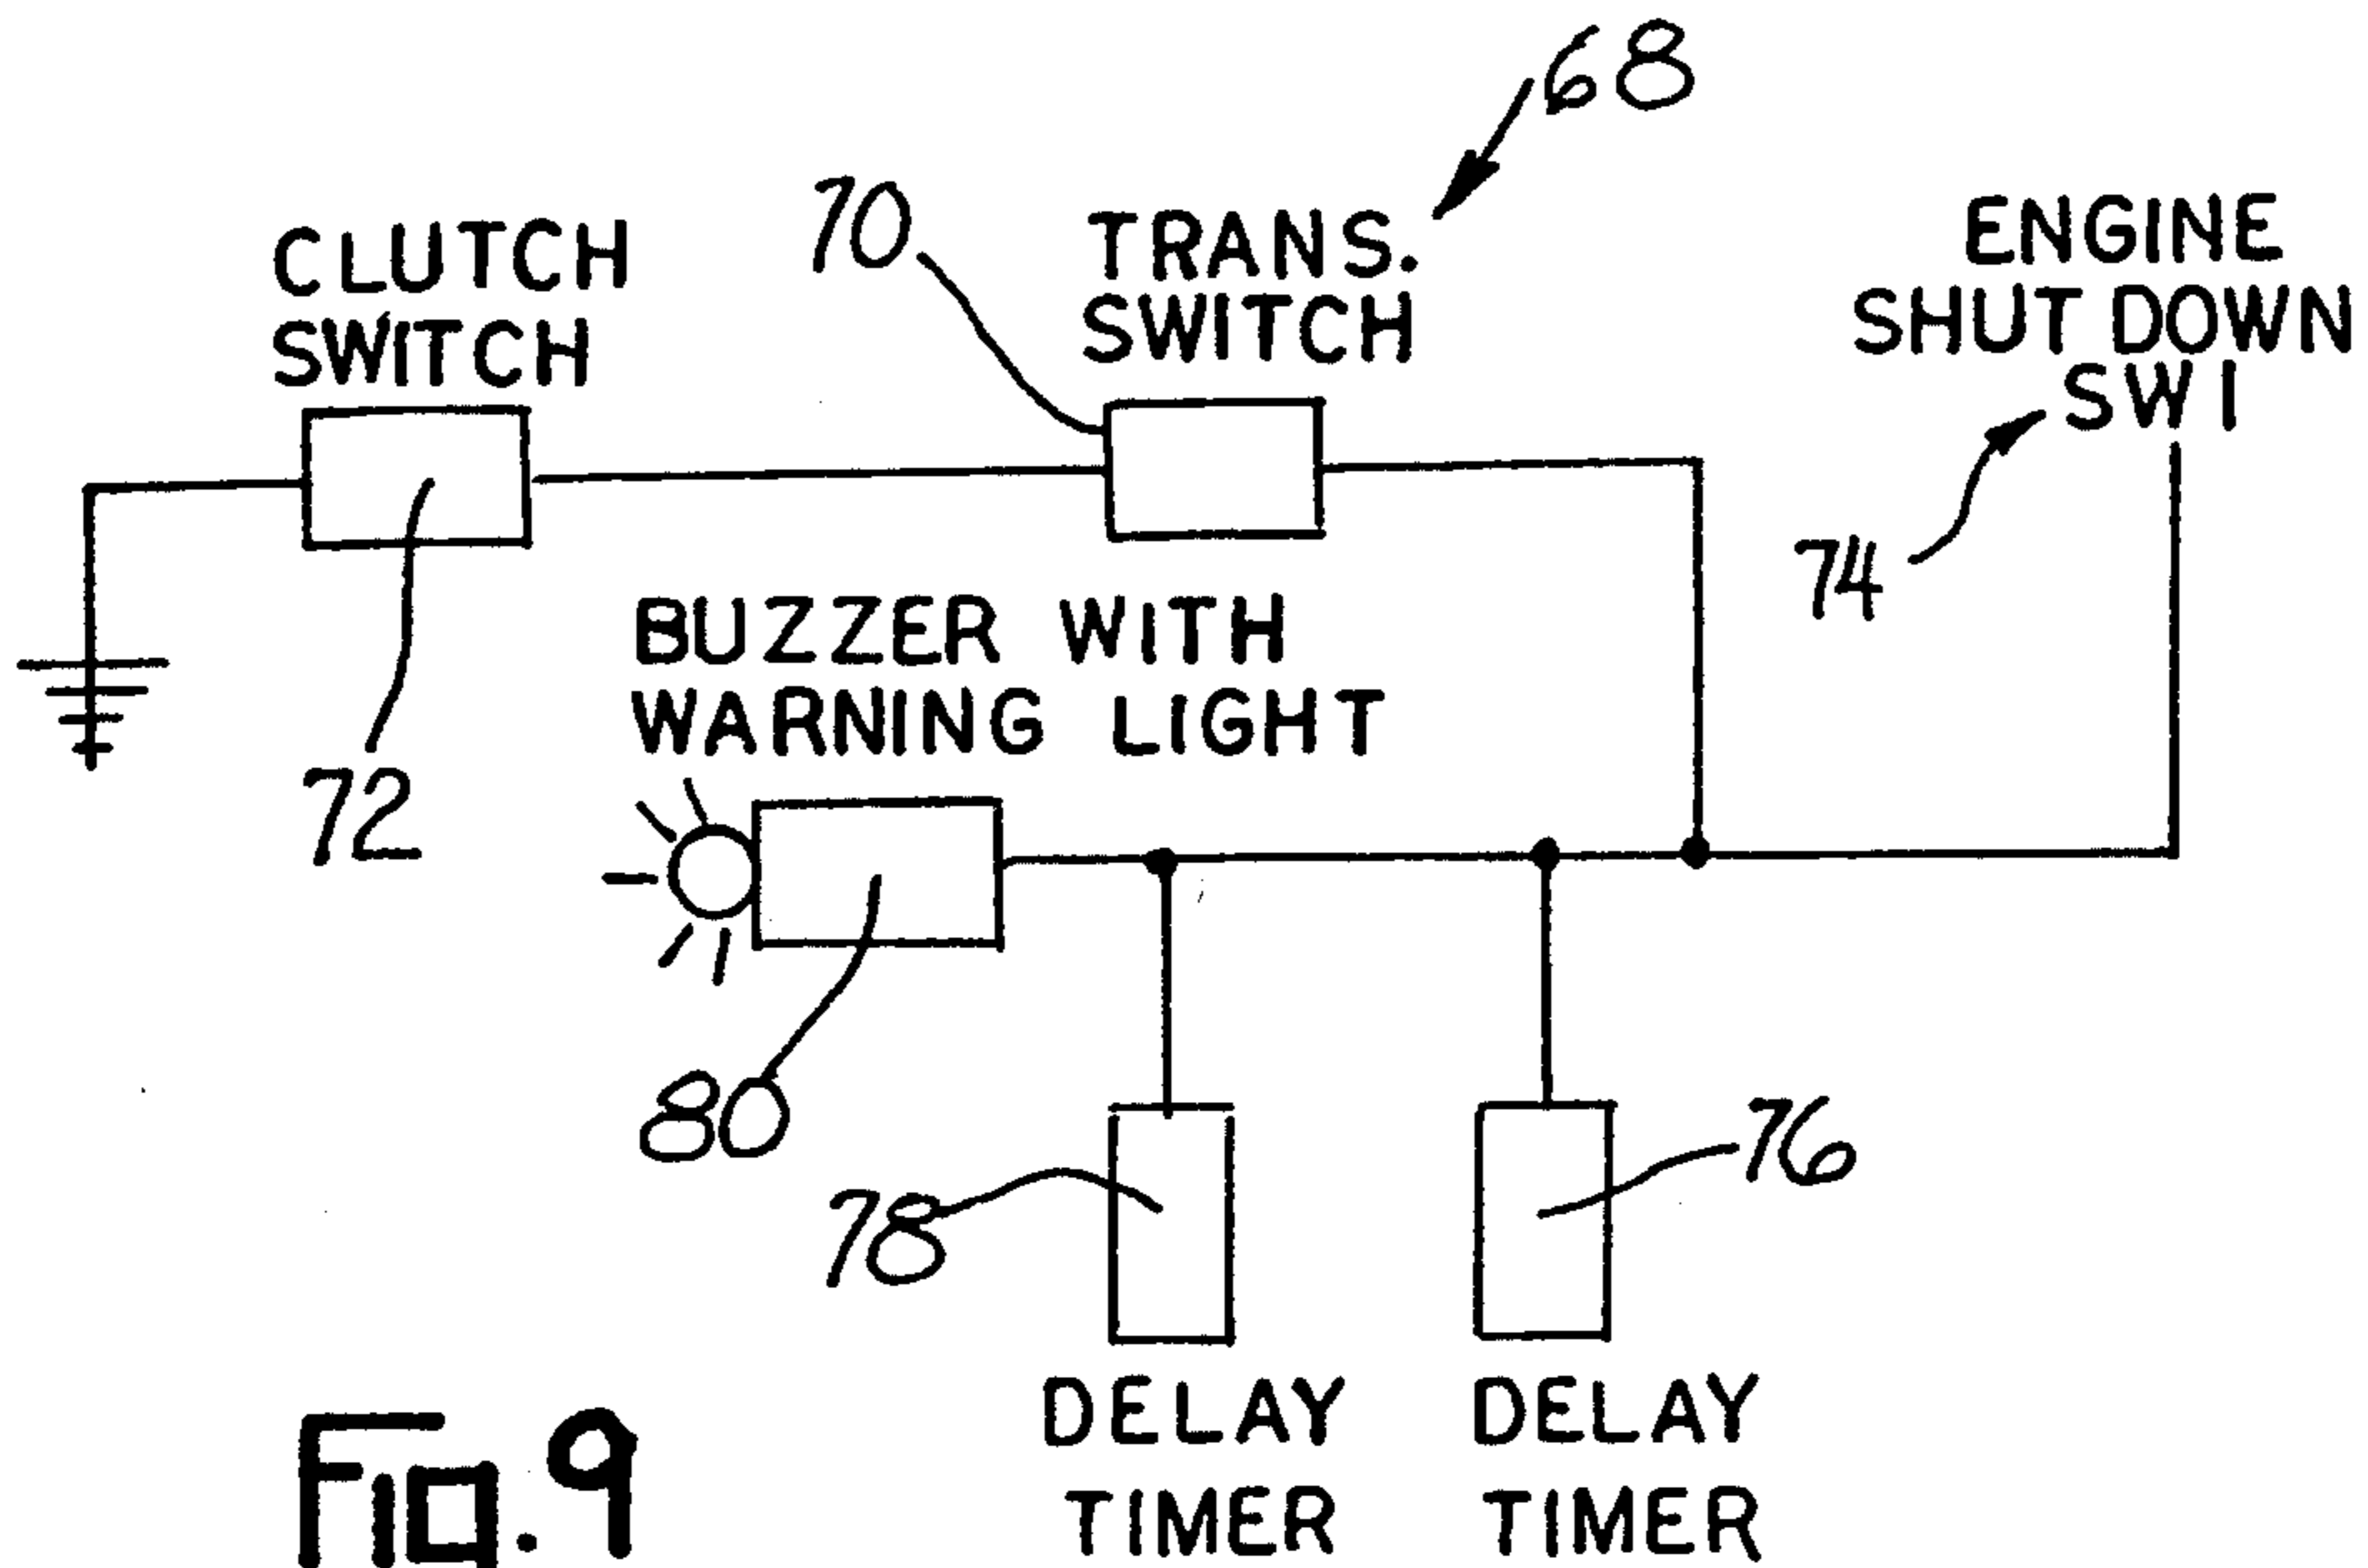 68
70
CLUTCH
SWITCH
TRANS.
SWITCH
ENGINE
SHUT DOWN
SW 1
74
BUZZER WITH
WARNING LIGHT
72
80
78
76
DELAY
TIMER
DELAY
TIMER
Fig. 9